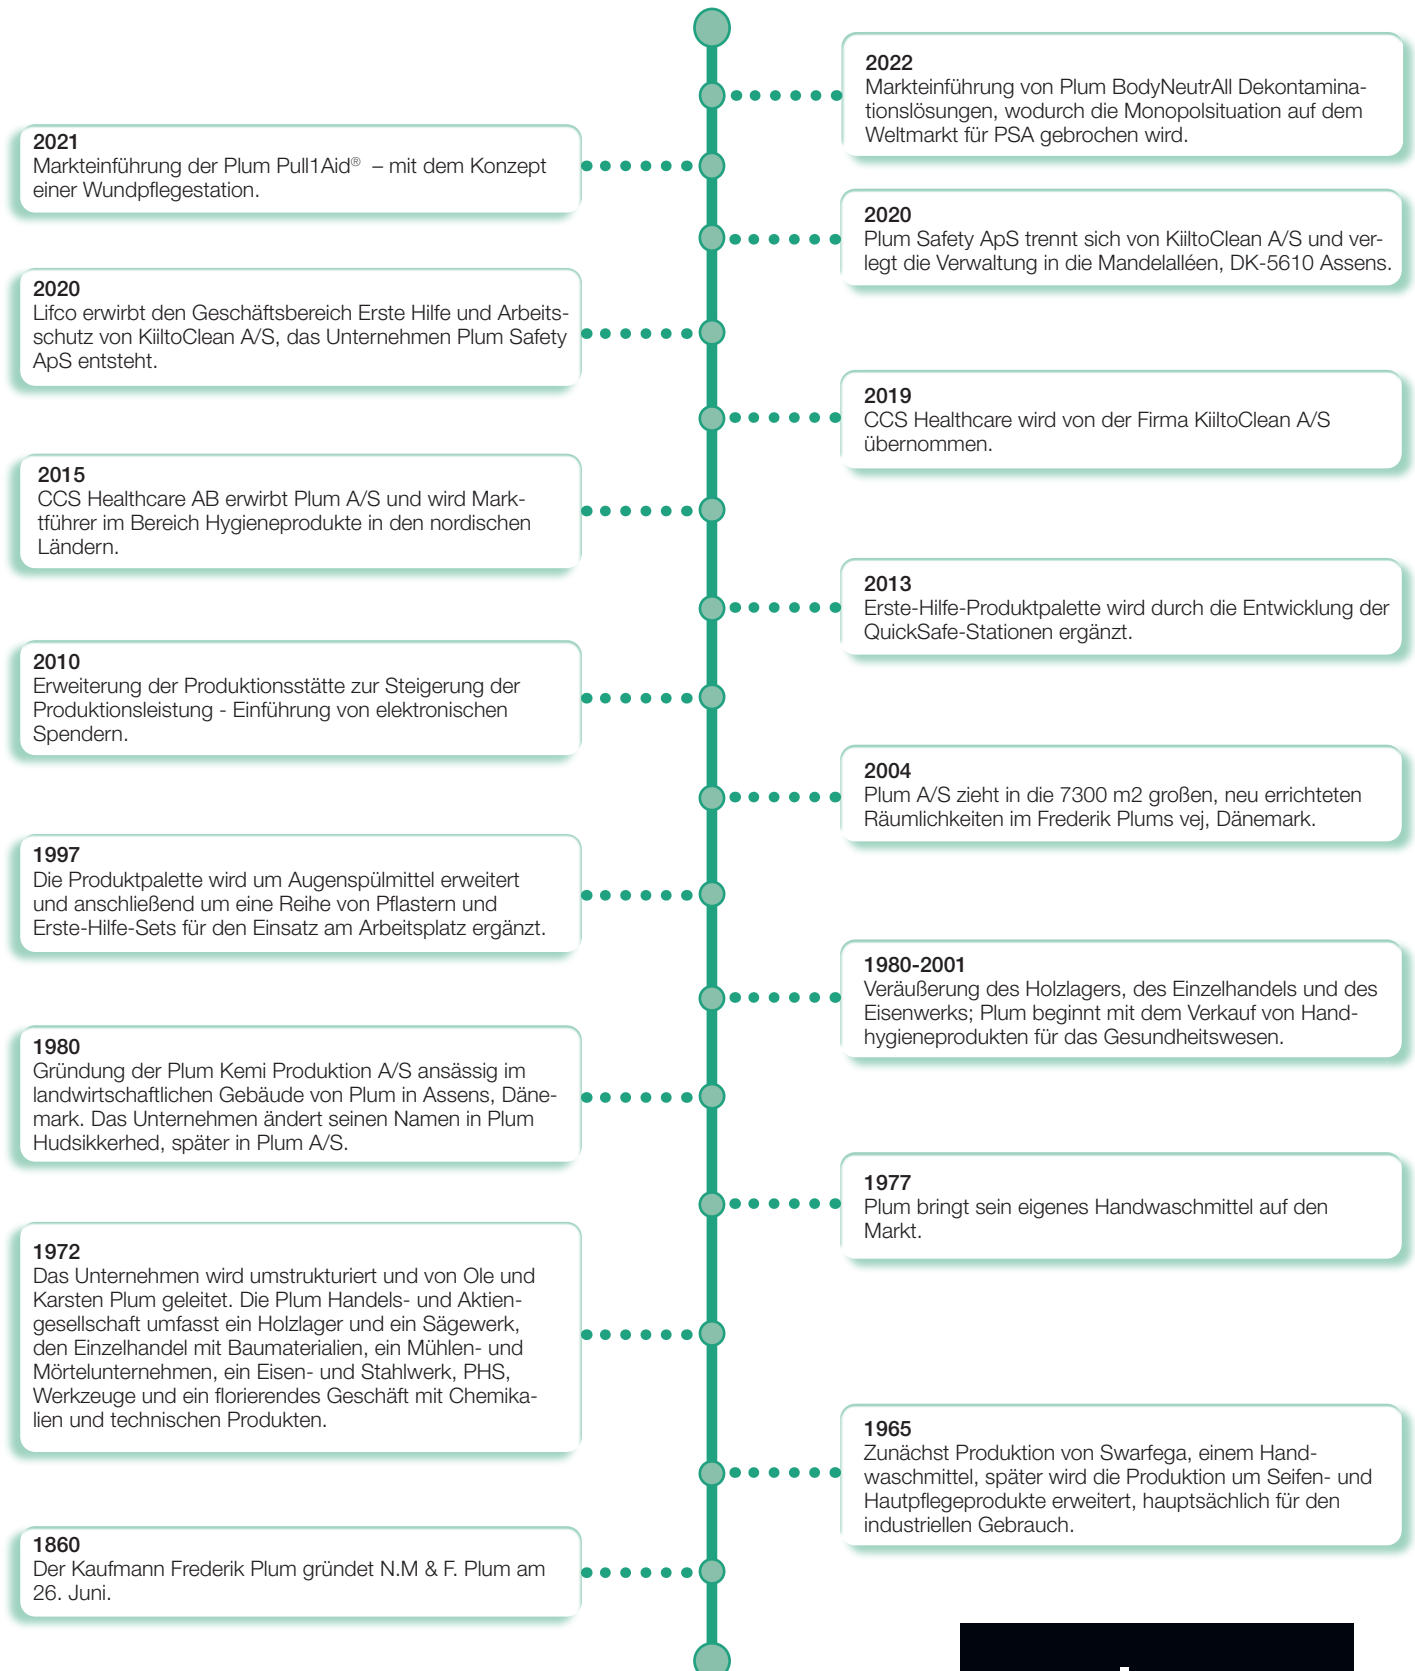 2022
Markteinführung von Plum BodyNeutrAll Dekontamina-
tionslösungen, wodurch die Monopolsituation auf dem
Weltmarkt für PSA gebrochen wird.
2021
Markteinführung der Plum Pull1Aid® – mit dem Konzept
einer Wundpflegestation.
2020
Plum Safety ApS trennt sich von KiiltoClean A/S und ver-
legt die Verwaltung in die Mandelalléen, DK-5610 Assens.
2020
Lifco erwirbt den Geschäftsbereich Erste Hilfe und Arbeits-
schutz von KiiltoClean A/S, das Unternehmen Plum Safety
ApS entsteht.
2019
CCS Healthcare wird von der Firma KiiltoClean A/S
übernommen.
2015
CCS Healthcare AB erwirbt Plum A/S und wird Mark-
tführer im Bereich Hygieneprodukte in den nordischen
Ländern.
2013
Erste-Hilfe-Produktpalette wird durch die Entwicklung der
QuickSafe-Stationen ergänzt.
2010
Erweiterung der Produktionsstätte zur Steigerung der
Produktionsleistung - Einführung von elektronischen
Spendern.
2004
Plum A/S zieht in die 7300 m2 großen, neu errichteten
Räumlichkeiten im Frederik Plums vej, Dänemark.
1997
Die Produktpalette wird um Augenspülmittel erweitert
und anschließend um eine Reihe von Pflastern und
Erste-Hilfe-Sets für den Einsatz am Arbeitsplatz ergänzt.
1980-2001
Veräußerung des Holzlagers, des Einzelhandels und des
Eisenwerks; Plum beginnt mit dem Verkauf von Hand-
hygieneprodukten für das Gesundheitswesen.
1980
Gründung der Plum Kemi Produktion A/S ansässig im
landwirtschaftlichen Gebäude von Plum in Assens, Däne-
mark. Das Unternehmen ändert seinen Namen in Plum
Hudsikkerhed, später in Plum A/S.
1977
Plum bringt sein eigenes Handwaschmittel auf den
Markt.
1972
Das Unternehmen wird umstrukturiert und von Ole und
Karsten Plum geleitet. Die Plum Handels- und Aktien-
gesellschaft umfasst ein Holzlager und ein Sägewerk,
den Einzelhandel mit Baumaterialien, ein Mühlen- und
Mörtelunternehmen, ein Eisen- und Stahlwerk, PHS,
Werkzeuge und ein florierendes Geschäft mit Chemika-
lien und technischen Produkten.
1965
Zunächst Produktion von Swarfega, einem Hand-
waschmittel, später wird die Produktion um Seifen- und
Hautpflegeprodukte erweitert, hauptsächlich für den
industriellen Gebrauch.
1860
Der Kaufmann Frederik Plum gründet N.M & F. Plum am
26. Juni.